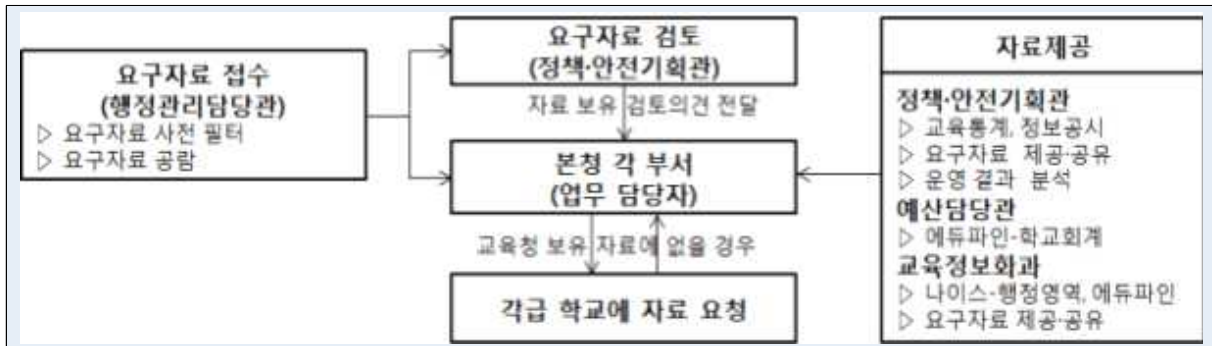 요구자료 접수
(행정관리담당관)
▷ 요구자료 사전 필터
▷ 요구자료 공람
요구자료 검토
(정책·안전기획관)
자료 보유 검토의견 전달
본청 각 부서
(업무 담당자)
교육청 보유 자료에 없을 경우
각급 학교에 자료 요청
자료제공
정책·안전기획관
▷ 교육통계, 정보공시
▷ 요구자료 제공·공유
▷ 운영 결과 분석
예산담당관
▷ 에듀파인-학교회계
교육정보화과
▷ 나이스-행정영역, 에듀파인
▷ 요구자료 제공·공유